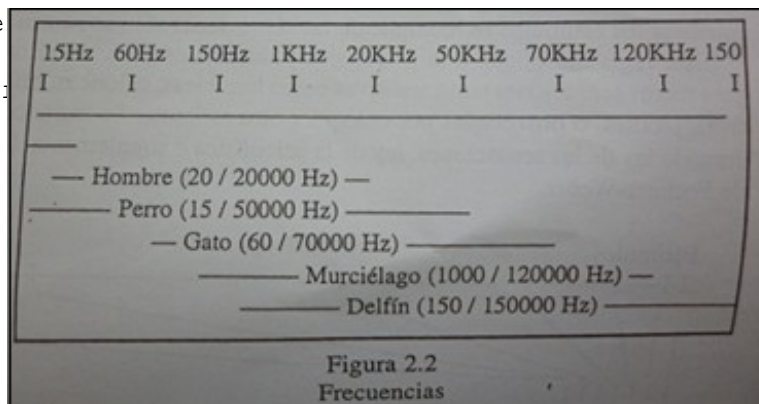 15Hz 60Hz 150Hz 1KHz 20KHz 50KHz 70KHz 120KHz 150
I I I I I I I I I
Hombre (20 / 20000 Hz)
Perro (15 / 50000 Hz)
Gato (60 / 70000 Hz)
Murciélago (1000 / 120000 Hz)
Delfín (150 / 150000 Hz)
Figura 2.2
Frecuencias